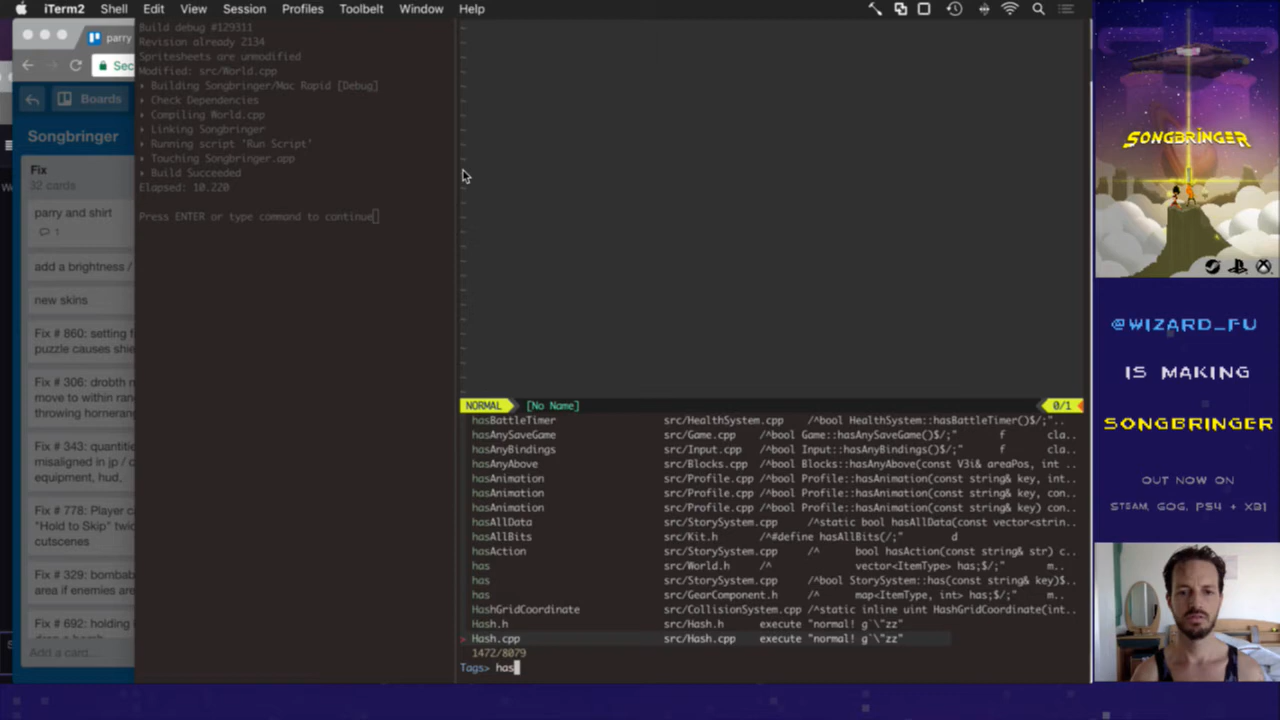 iTerm2 Shell Edit View Session Profiles Toolbelt Window Help
parry
Sec
Boards
Songbringer
Fix
32 cards
parry and shirt
1
add a brightness /
new skins
Fix # 860: setting f
puzzle causes shie
Fix # 306: drobth n
move to within ran
throwing hornerang
Fix # 343: quantitie
misaligned in jp / c
equipment, hud,
Fix # 778: Player ca
"Hold to Skip" twic
cutscenes
Fix # 329: bombab
area if enemies are
Fix # 692: holding
Add a card...
Build debug #129311
Revision already 2134
Spritesheets are unmodified
Modified: src/World.cpp
Building Songbringer/Mac Rapid [Debug]
Check Dependencies
Compiling World.cpp
Linking Songbringer
Running script 'Run Script'
Touching Songbringer.app
Build Succeeded
Elapsed: 10.220
Press ENTER or type command to continue
NORMAL [No Name] 0/1
hasBattleTimer src/HealthSystem.cpp /^bool HealthSystem::hasBattleTimer()$/;"..
hasAnySaveGame src/Game.cpp /^bool Game::hasAnySaveGame()$/;" f cla..
hasAnyBindings src/Input.cpp /^bool Input::hasAnyBindings()$/;" f cla..
hasAnyAbove src/Blocks.cpp /^bool Blocks::hasAnyAbove(const V3i& areaPos, int ..
hasAnimation src/Profile.cpp /^bool Profile::hasAnimation(const string& key, int..
hasAnimation src/Profile.cpp /^bool Profile::hasAnimation(const string& key, con..
hasAnimation src/Profile.cpp /^bool Profile::hasAnimation(const string& key) con..
hasAllData src/StorySystem.cpp /^static bool hasAllData(const vector<strin..
hasAllBits src/Kit.h /^#define hasAllBits(/;" d
hasAction src/StorySystem.cpp /^ bool hasAction(const string& str) c..
has src/World.h /^ vector<ItemType> has;$/;" m..
has src/StorySystem.cpp /^bool StorySystem::has(const string& key)$..
has src/GearComponent.h /^ map<ItemType, int> has;$/;" m..
HashGridCoordinate src/CollisionSystem.cpp /^static inline uint HashGridCoordinate(int..
Hash.h src/Hash.h execute "normal! g`\"zz"
> Hash.cpp src/Hash.cpp execute "normal! g`\"zz"
1472/8079
Tags> has
SONGBRINGER
@WIZARD_FU
IS MAKING
SONGBRINGER
OUT NOW ON
STEAM, GOG, PS4 + XB1